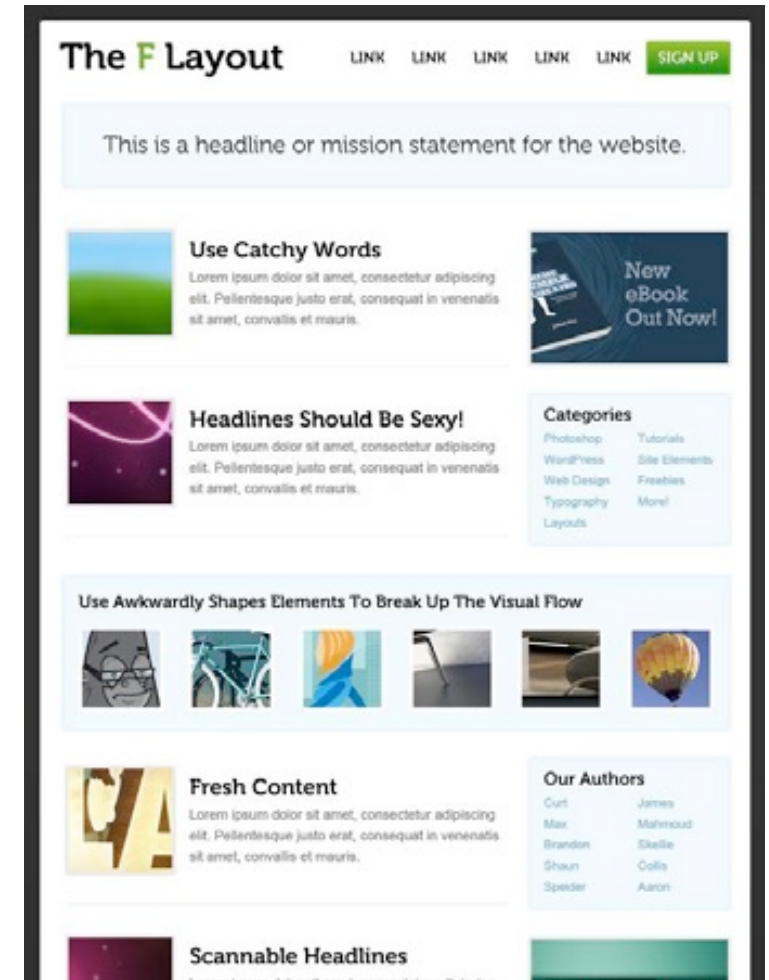 The F Layout
LINK LINK LINK LINK LINK SIGN UP
This is a headline or mission statement for the website.
Use Catchy Words
Lorem ipsum dolor sit amet, consectetur adipiscing
elit. Pellentesque justo erat, consequat in venenatis
sit amet, convallis et mauris.
New
eBook
Out Now!
Headlines Should Be Sexy!
Lorem ipsum dolor sit amet, consectetur adipiscing
elit. Pellentesque justo erat, consequat in venenatis
sit amet, convallis et mauris.
Categories
Photoshop Tutorials
WordPress Site Elements
Web Design Freebies
Typography More!
Layouts
Use Awkwardly Shapes Elements To Break Up The Visual Flow
Fresh Content
Lorem ipsum dolor sit amet, consectetur adipiscing
elit. Pellentesque justo erat, consequat in venenatis
sit amet, convallis et mauris.
Our Authors
Curt James
Max Mahmoud
Brandon Skellie
Shaun Collis
Speider Aaron
Scannable Headlines